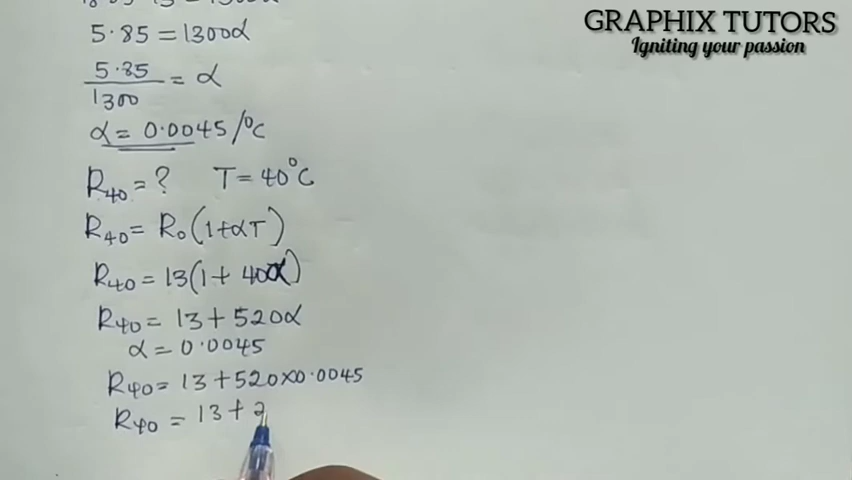 GRAPHIX TUTORS
Igniting your passion
5.85 = 1300α
5.85/1300 = α
α = 0.0045/°C
R₄₀ = ? T = 40°C
R₄₀ = R₀(1+αT)
R₄₀ = 13(1 + 40α)
R₄₀ = 13 + 520α
α = 0.0045
R₄₀ = 13 + 520×0.0045
R₄₀ = 13 + 2